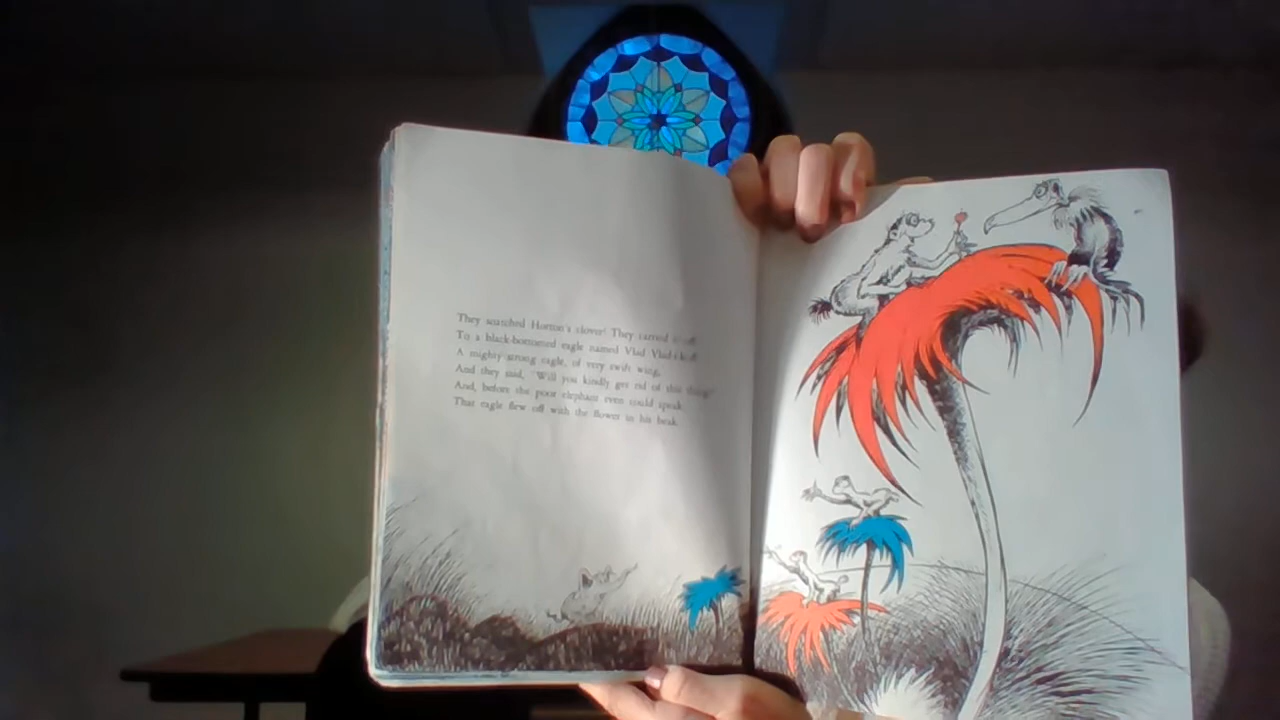 They snatched Horton's clover! They carried it off
To a black-bottomed eagle named Vlad Vlad-i-koff,
A mighty strong eagle, of very swift wing,
And they said, "Will you kindly get rid of this thing?"
And, before the poor elephant even could speak,
That eagle flew off with the flower in his beak.